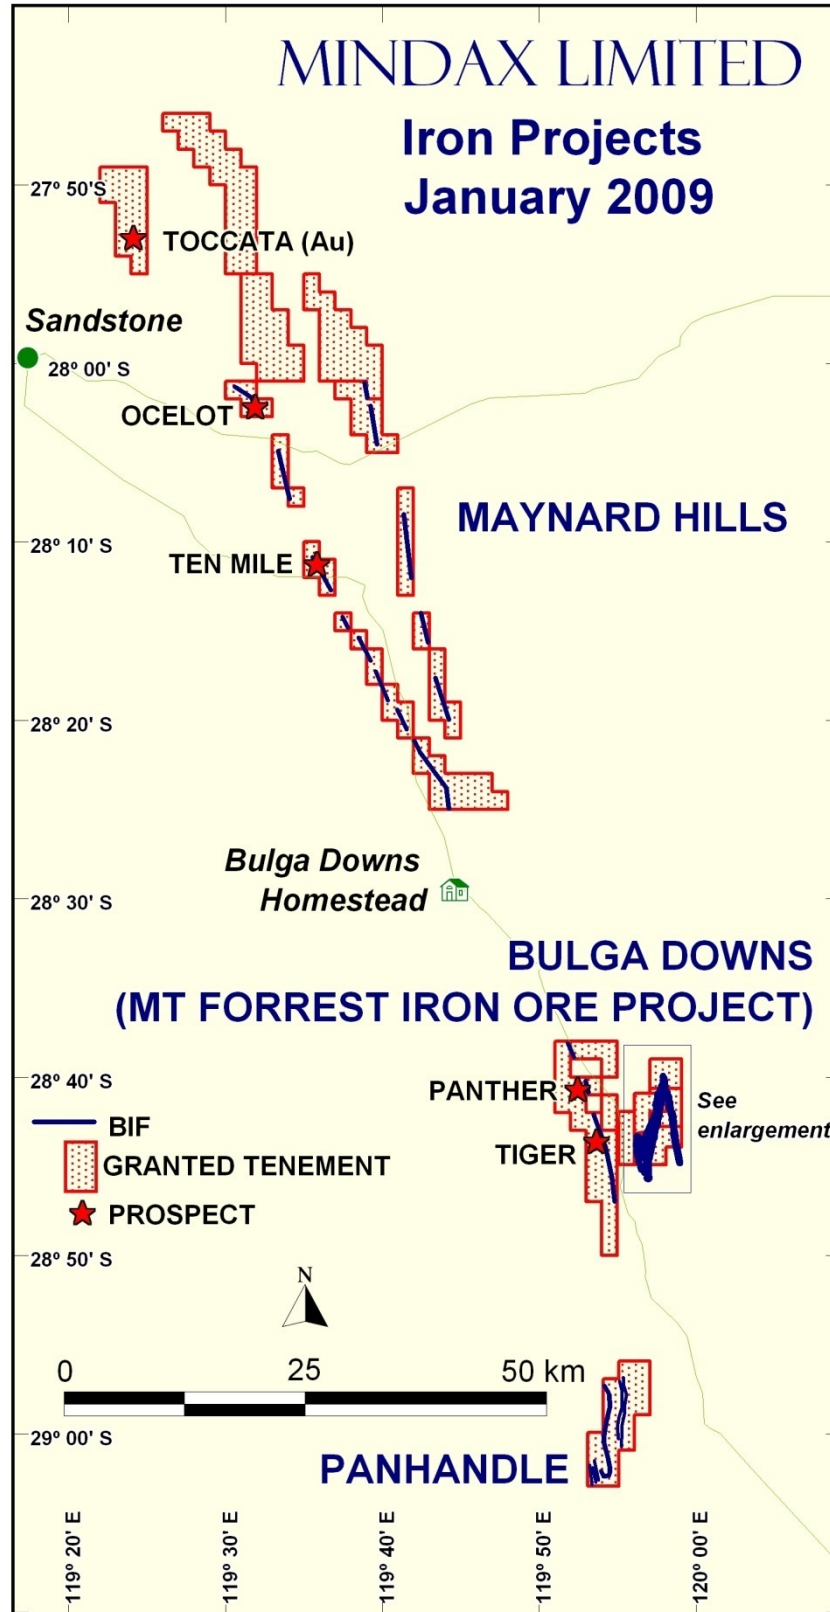 MINDAX LIMITED
Iron Projects
January 2009
27º 50'S
TOCCATA (Au)
Sandstone
28º 00' S
OCELOT
MAYNARD HILLS
28º 10' S
TEN MILE
28º 20' S
Bulga Downs
Homestead
28º 30' S
BULGA DOWNS
(MT FORREST IRON ORE PROJECT)
28º 40' S
PANTHER
See
enlargement
BIF
TIGER
GRANTED TENEMENT
PROSPECT
28º 50' S
N
0 25 50 km
29º 00' S
PANHANDLE
119º 20' E
119º 30' E
119º 40' E
119º 50' E
120º 00' E